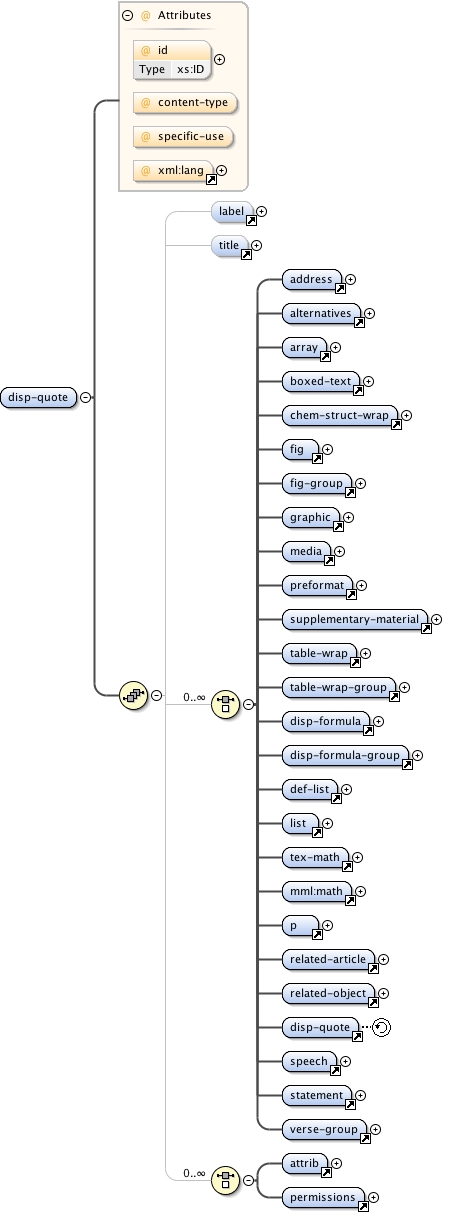 @ Attributes
@ id
Type xs:ID
@ content-type
@ specific-use
@ xml:lang
label
title
address
alternatives
array
boxed-text
disp-quote
chem-struct-wrap
fig
fig-group
graphic
media
preformat
supplementary-material
table-wrap
table-wrap-group
0..∞
disp-formula
disp-formula-group
def-list
list
tex-math
mml:math
p
related-article
related-object
disp-quote
speech
statement
verse-group
0..∞
attrib
permissions